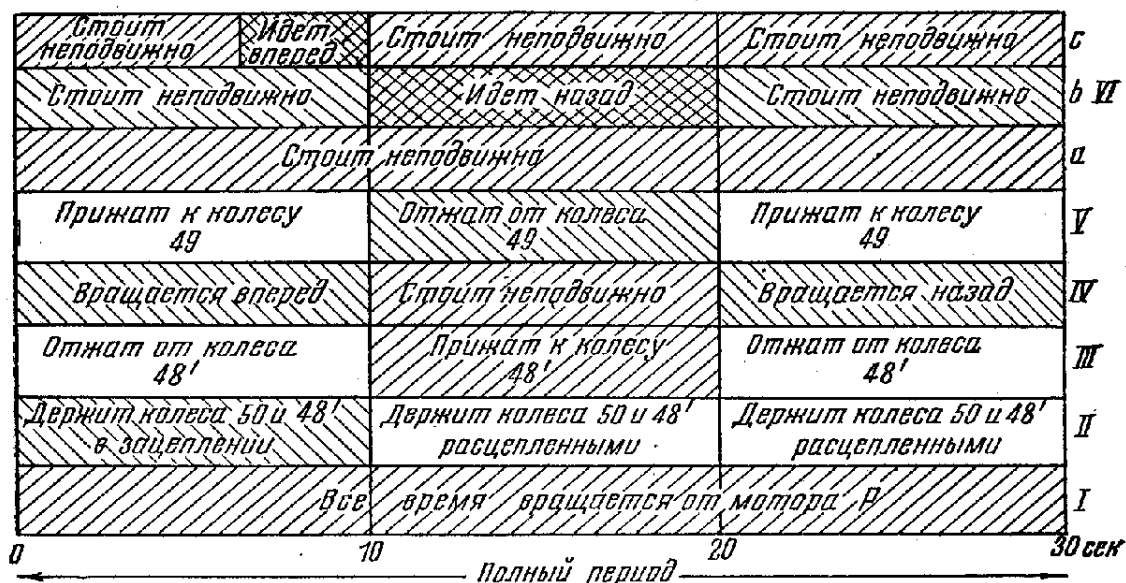 Стоит неподвижно
Идет вперед
Стоит неподвижно
Стоит неподвижно
c
Стоит неподвижно
Идет назад
Стоит неподвижно
b VI
Стоит неподвижно
a
Прижат к колесу 49
Отжат от колеса 49
Прижат к колесу 49
V
Вращается вперед
Стоит неподвижно
Вращается назад
IV
Отжат от колеса 48'
Прижат к колесу 48'
Отжат от колеса 48'
III
Держит колеса 50 и 48' в зацеплении
Держит колеса 50 и 48' расцепленными
Держит колеса 50 и 48' расцепленными
II
Все время вращается от мотора Р
I
0 10 20 30 сек
Полный период